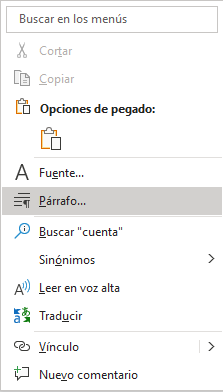 Buscar en los menús
Cortar
Copiar
Opciones de pegado:
Fuente...
Párrafo...
Buscar "cuenta"
Sinónimos
Leer en voz alta
Traducir
Vínculo
Nuevo comentario